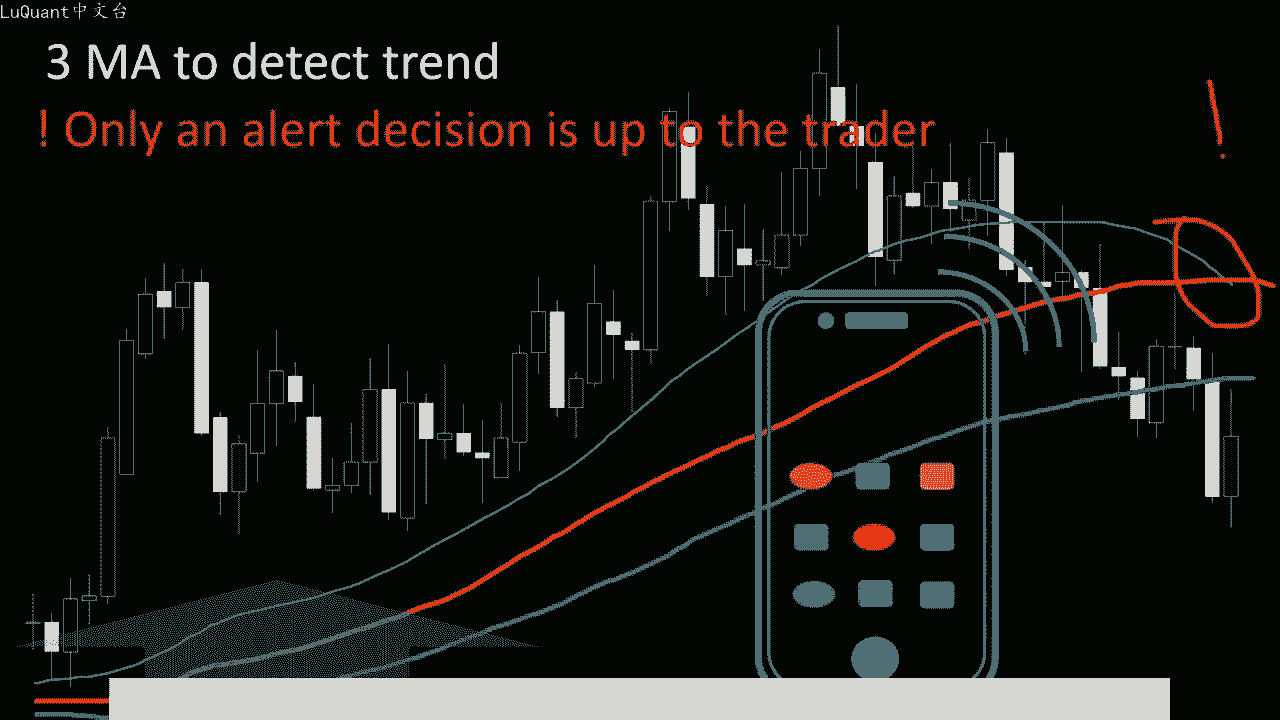 LuQuant中文台
3 MA to detect trend
! Only an alert decision is up to the trader
!